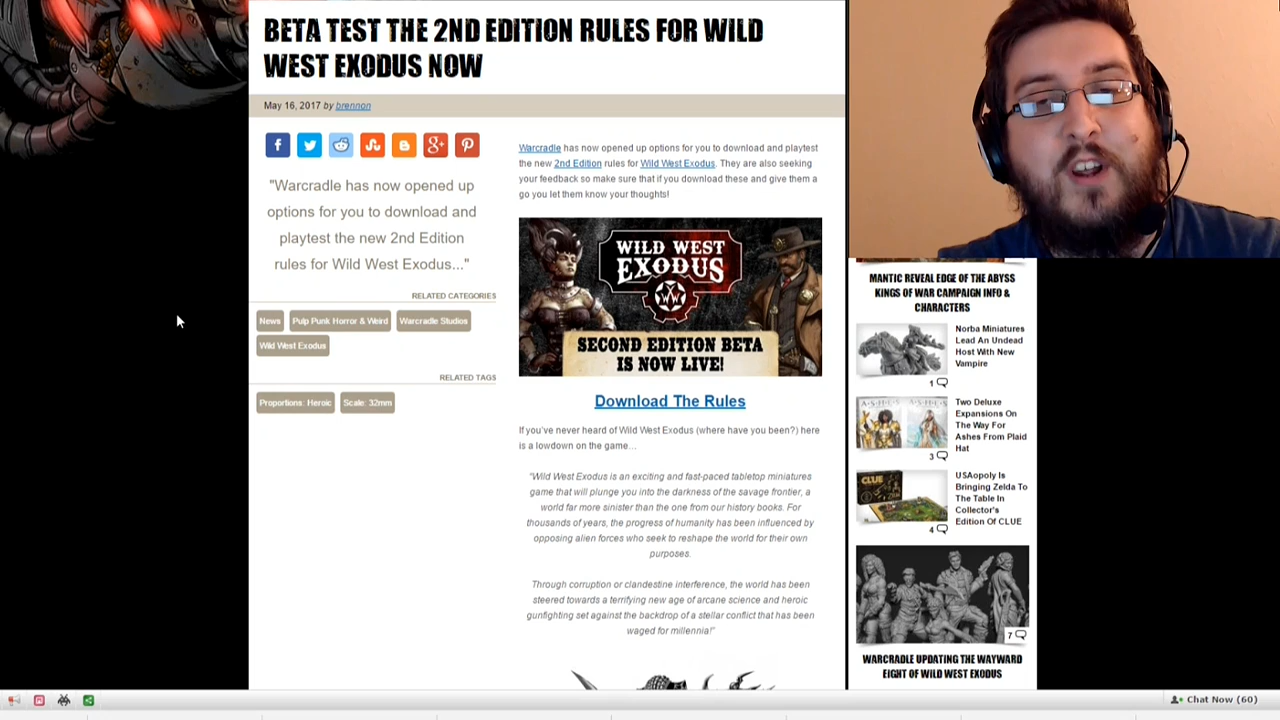 BETA TEST THE 2ND EDITION RULES FOR WILD
WEST EXODUS NOW
May 16, 2017 by brennon
"Warcradle has now opened up
options for you to download and
playtest the new 2nd Edition
rules for Wild West Exodus..."
RELATED CATEGORIES
News
Pulp Punk Horror & Weird
Warcradle Studios
Wild West Exodus
RELATED TAGS
Proportions: Heroic
Scale: 32mm
Warcradle has now opened up options for you to download and playtest
the new 2nd Edition rules for Wild West Exodus. They are also seeking
your feedback so make sure that if you download these and give them a
go you let them know your thoughts!
WILD WEST
EXODUS
SECOND EDITION BETA
IS NOW LIVE!
Download The Rules
If you've never heard of Wild West Exodus (where have you been?) here
is a lowdown on the game…
"Wild West Exodus is an exciting and fast-paced tabletop miniatures
game that will plunge you into the darkness of the savage frontier, a
world far more sinister than the one from our history books. For
thousands of years, the progress of humanity has been influenced by
opposing alien forces who seek to reshape the world for their own
purposes.
Through corruption or clandestine interference, the world has been
steered towards a terrifying new age of arcane science and heroic
gunfighting set against the backdrop of a stellar conflict that has been
waged for millennia!"
MANTIC REVEAL EDGE OF THE ABYSS
KINGS OF WAR CAMPAIGN INFO &
CHARACTERS
Norba Miniatures
Lead An Undead
Host With New
Vampire
1
ASHES
ASHES
Two Deluxe
Expansions On
The Way For
Ashes From Plaid
Hat
3
CLUE
USAopoly Is
Bringing Zelda To
The Table In
Collector's
Edition Of CLUE
4
7
WARCRADLE UPDATING THE WAYWARD
EIGHT OF WILD WEST EXODUS
Chat Now (60)